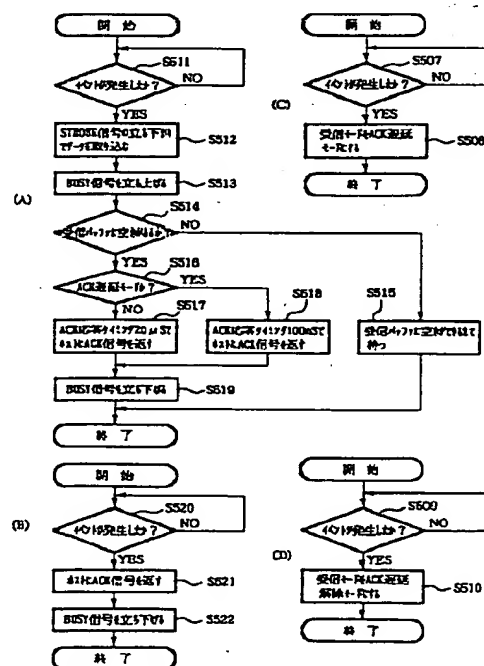 (A)
開 始
S511
イベントが発生したか?
NO
YES
STROBE信号の立ち下りでデータを取り込む
S512
BUSY信号を立ち上げる
S513
S514
受信バッファに空きはあるか?
NO
YES
S516
ACK遅延モードか?
YES
NO
S517
ACK応答タイミング20μSで
ホストにACK信号を返す
S518
ACK応答タイミング100mSで
ホストにACK信号を返す
S515
受信バッファに空きができるまで
待つ
BUSY信号を立ち下げる
S519
終 了
(B)
開 始
S520
イベントが発生したか?
NO
YES
ホストにACK信号を返す
S521
BUSY信号を立ち下げる
S522
終 了
(C)
開 始
S507
イベントが発生したか?
NO
YES
受信モードをACK遅延
モードにする
S508
終 了
(D)
開 始
S509
イベントが発生したか?
NO
YES
受信モードをACK遅延
解除モードにする
S510
終 了